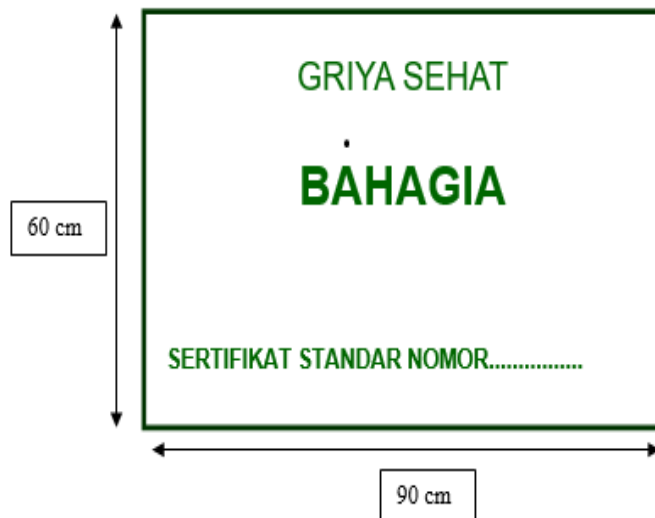 GRIYA SEHAT
BAHAGIA
60 cm
SERTIFIKAT STANDAR NOMOR................
90 cm